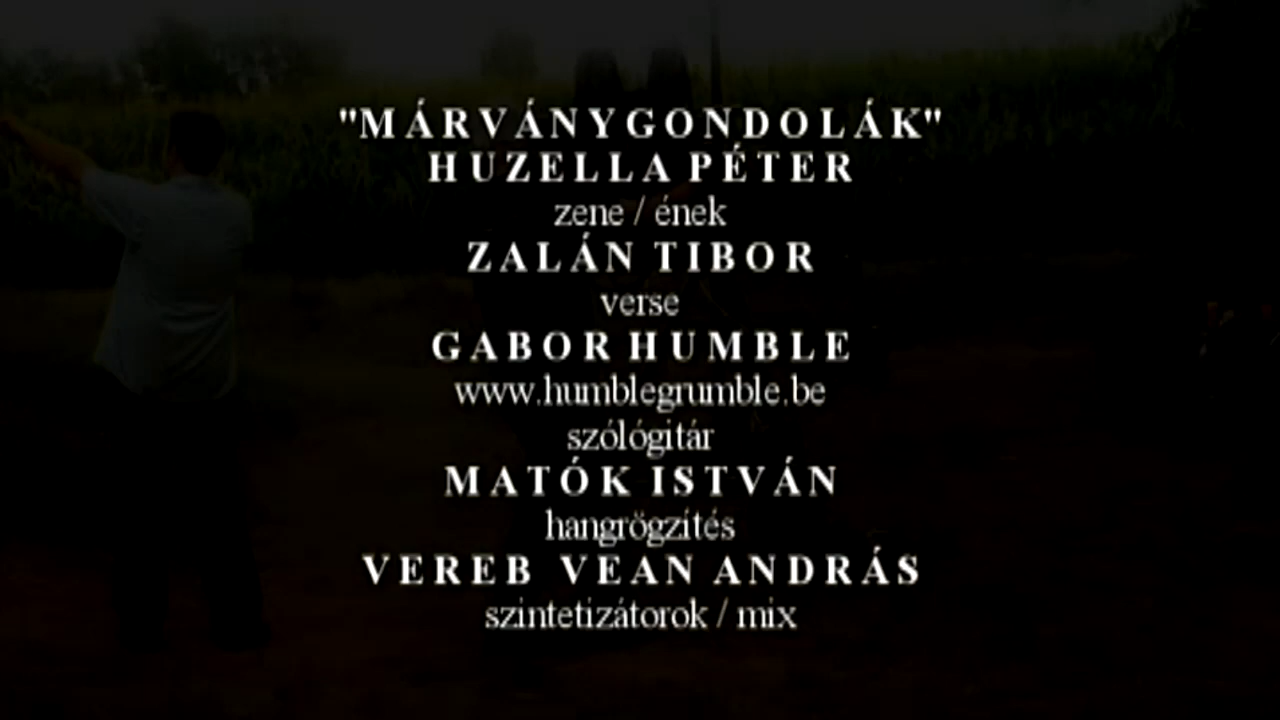 "MÁRVÁNYGONDOLÁK"
HUZELLA PÉTER
zene / ének
ZALÁN TIBOR
verse
GABOR HUMBLE
www.humblegrumble.be
szólógitár
MATÓK ISTVÁN
hangrögzítés
VEREB VEAN ANDRÁS
szintetizátorok / mix